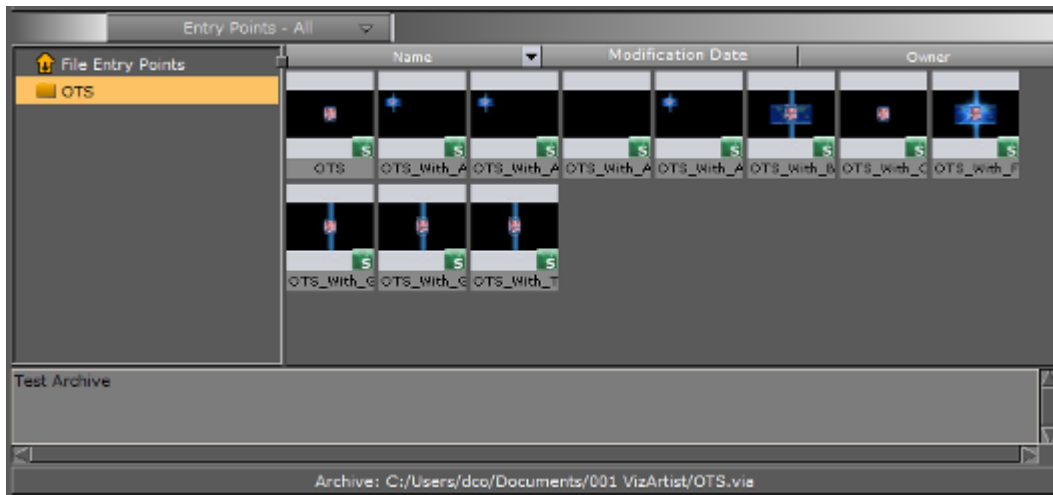 Entry Points - All
File Entry Points
OTS
Name Modification Date Owner
S S S S S S S S
OTS OTS_With_A OTS_With_A OTS_With_A OTS_With_A OTS_With_B OTS_With_C OTS_With_F
S S S
OTS_With_G OTS_With_G OTS_With_T
Test Archive
Archive: C:/Users/dco/Documents/001 VizArtist/OTS.via